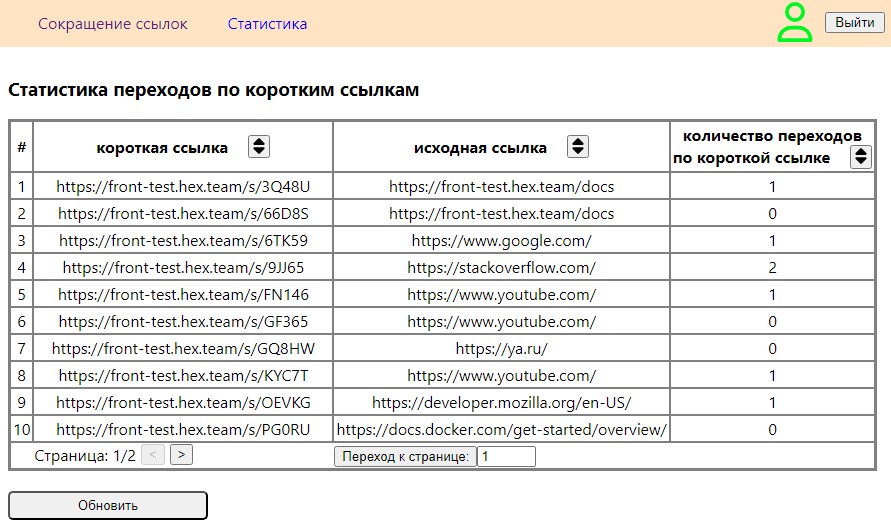 Сокращение ссылок Статистика Выйти
Статистика переходов по коротким ссылкам
# короткая ссылка исходная ссылка количество переходов по короткой ссылке
1 https://front-test.hex.team/s/3Q48U https://front-test.hex.team/docs 1
2 https://front-test.hex.team/s/66D8S https://front-test.hex.team/docs 0
3 https://front-test.hex.team/s/6TK59 https://www.google.com/ 1
4 https://front-test.hex.team/s/9JJ65 https://stackoverflow.com/ 2
5 https://front-test.hex.team/s/FN146 https://www.youtube.com/ 1
6 https://front-test.hex.team/s/GF365 https://www.youtube.com/ 0
7 https://front-test.hex.team/s/GQ8HW https://ya.ru/ 0
8 https://front-test.hex.team/s/KYC7T https://www.youtube.com/ 1
9 https://front-test.hex.team/s/OEVKG https://developer.mozilla.org/en-US/ 1
10 https://front-test.hex.team/s/PG0RU https://docs.docker.com/get-started/overview/ 0
Страница: 1/2 < > Переход к странице: 1
Обновить